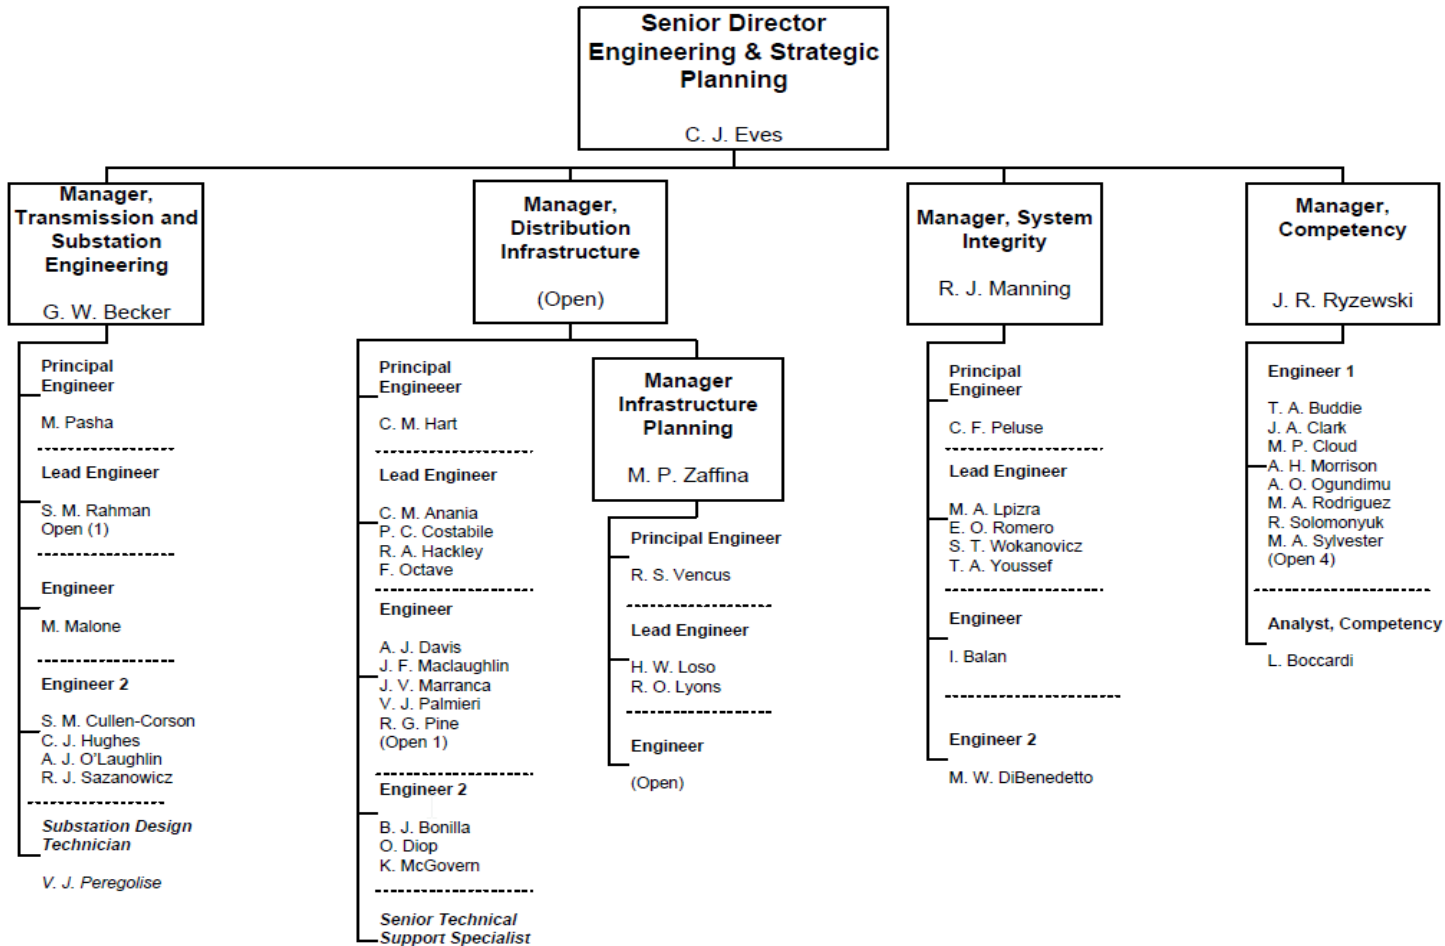 Senior Director
Engineering & Strategic
Planning
C. J. Eves
Manager,
Transmission and
Substation
Engineering
G. W. Becker
Principal
Engineer
M. Pasha
Lead Engineer
S. M. Rahman
Open (1)
Engineer
M. Malone
Engineer 2
S. M. Cullen-Corson
C. J. Hughes
A. J. O'Laughlin
R. J. Sazanowicz
Substation Design
Technician
V. J. Peregolise
Manager,
Distribution
Infrastructure
(Open)
Principal
Engineeer
C. M. Hart
Lead Engineer
C. M. Anania
P. C. Costabile
R. A. Hackley
F. Octave
Engineer
A. J. Davis
J. F. Maclaughlin
J. V. Marranca
V. J. Palmieri
R. G. Pine
(Open 1)
Engineer 2
B. J. Bonilla
O. Diop
K. McGovern
Senior Technical
Support Specialist
Manager
Infrastructure
Planning
M. P. Zaffina
Principal Engineer
R. S. Vencus
Lead Engineer
H. W. Loso
R. O. Lyons
Engineer
(Open)
Manager, System
Integrity
R. J. Manning
Principal
Engineer
C. F. Peluse
Lead Engineer
M. A. Lpizra
E. O. Romero
S. T. Wokanovicz
T. A. Youssef
Engineer
I. Balan
Engineer 2
M. W. DiBenedetto
Manager,
Competency
J. R. Ryzewski
Engineer 1
T. A. Buddie
J. A. Clark
M. P. Cloud
A. H. Morrison
A. O. Ogundimu
M. A. Rodriguez
R. Solomonyuk
M. A. Sylvester
(Open 4)
Analyst, Competency
L. Boccardi